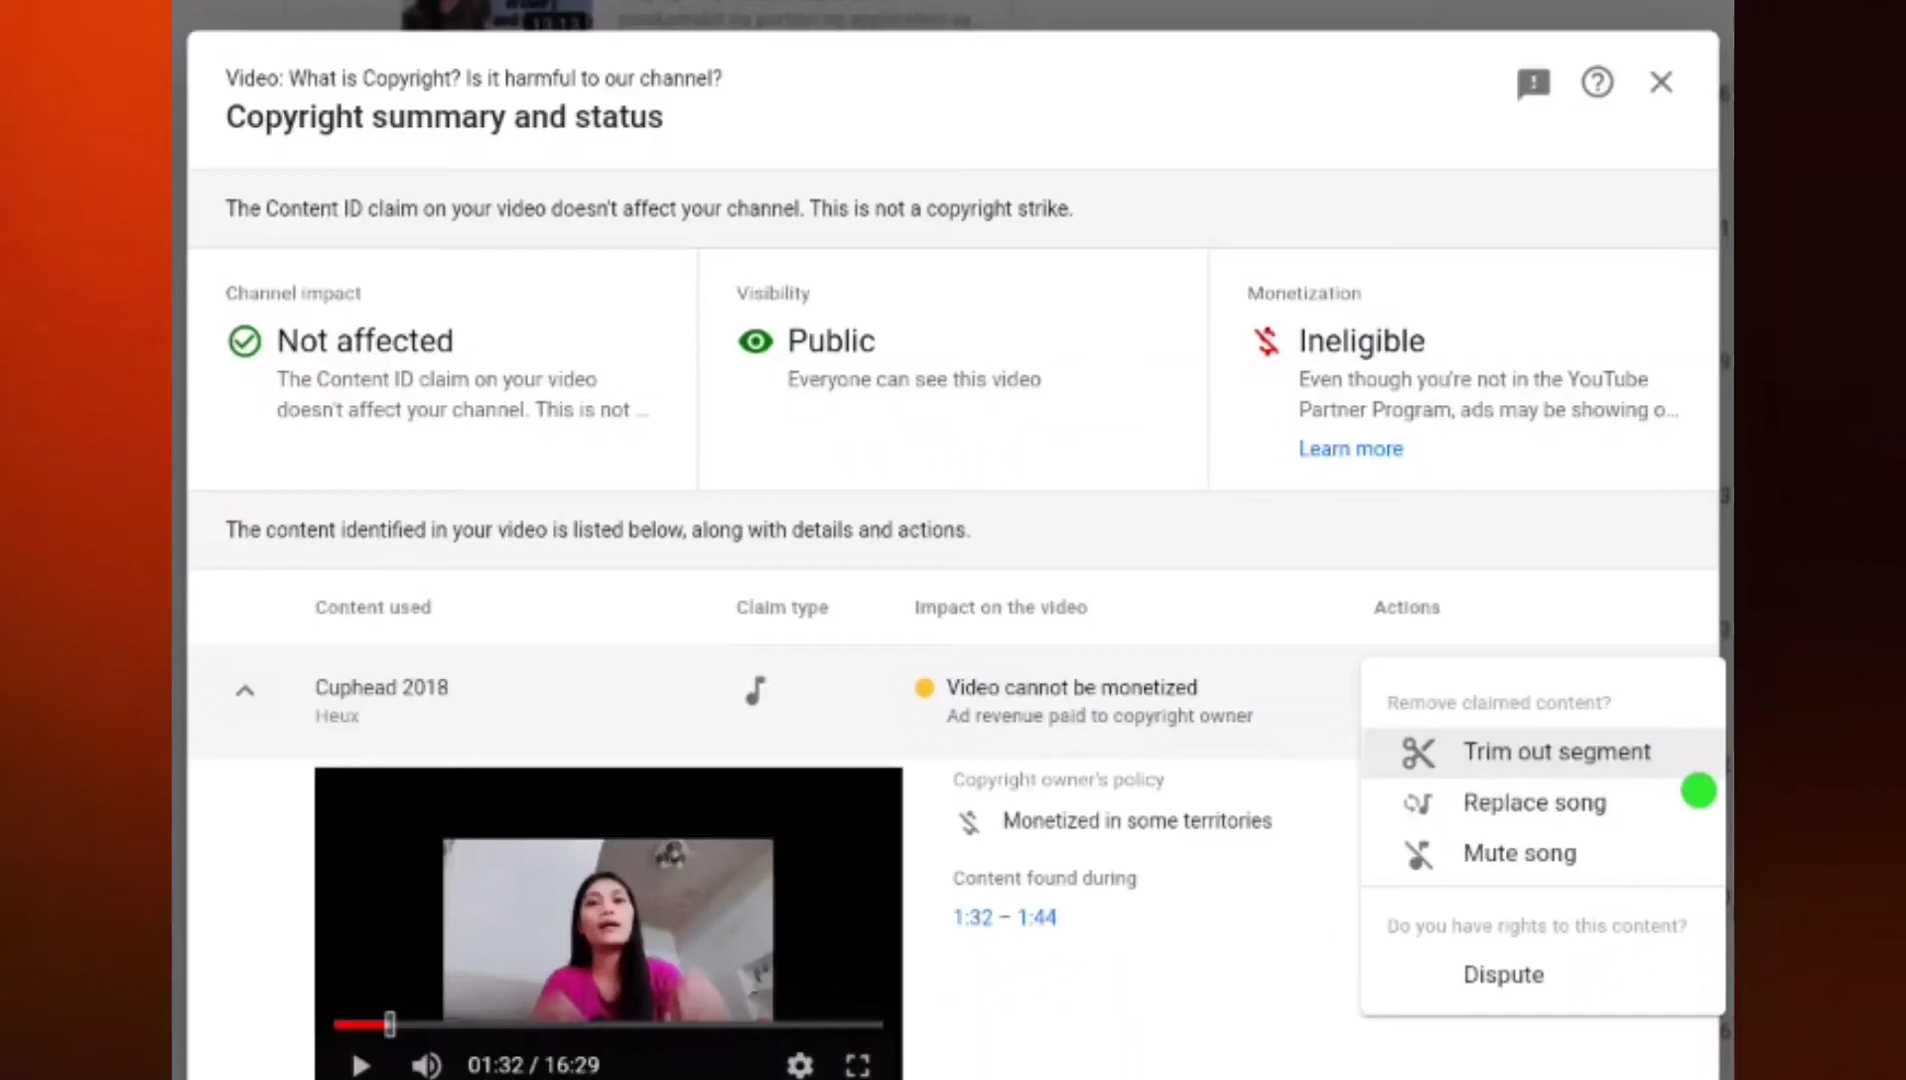 Video: What is Copyright? Is it harmful to our channel?
Copyright summary and status
The Content ID claim on your video doesn't affect your channel. This is not a copyright strike.
Channel impact
Not affected
The Content ID claim on your video
doesn't affect your channel. This is not ...
Visibility
Public
Everyone can see this video
Monetization
Ineligible
Even though you're not in the YouTube
Partner Program, ads may be showing o...
Learn more
The content identified in your video is listed below, along with details and actions.
Content used
Claim type
Impact on the video
Actions
Cuphead 2018
Heux
Video cannot be monetized
Ad revenue paid to copyright owner
Remove claimed content?
Trim out segment
Replace song
Mute song
Do you have rights to this content?
Dispute
Copyright owner's policy
Monetized in some territories
Content found during
1:32 – 1:44
01:32 / 16:29